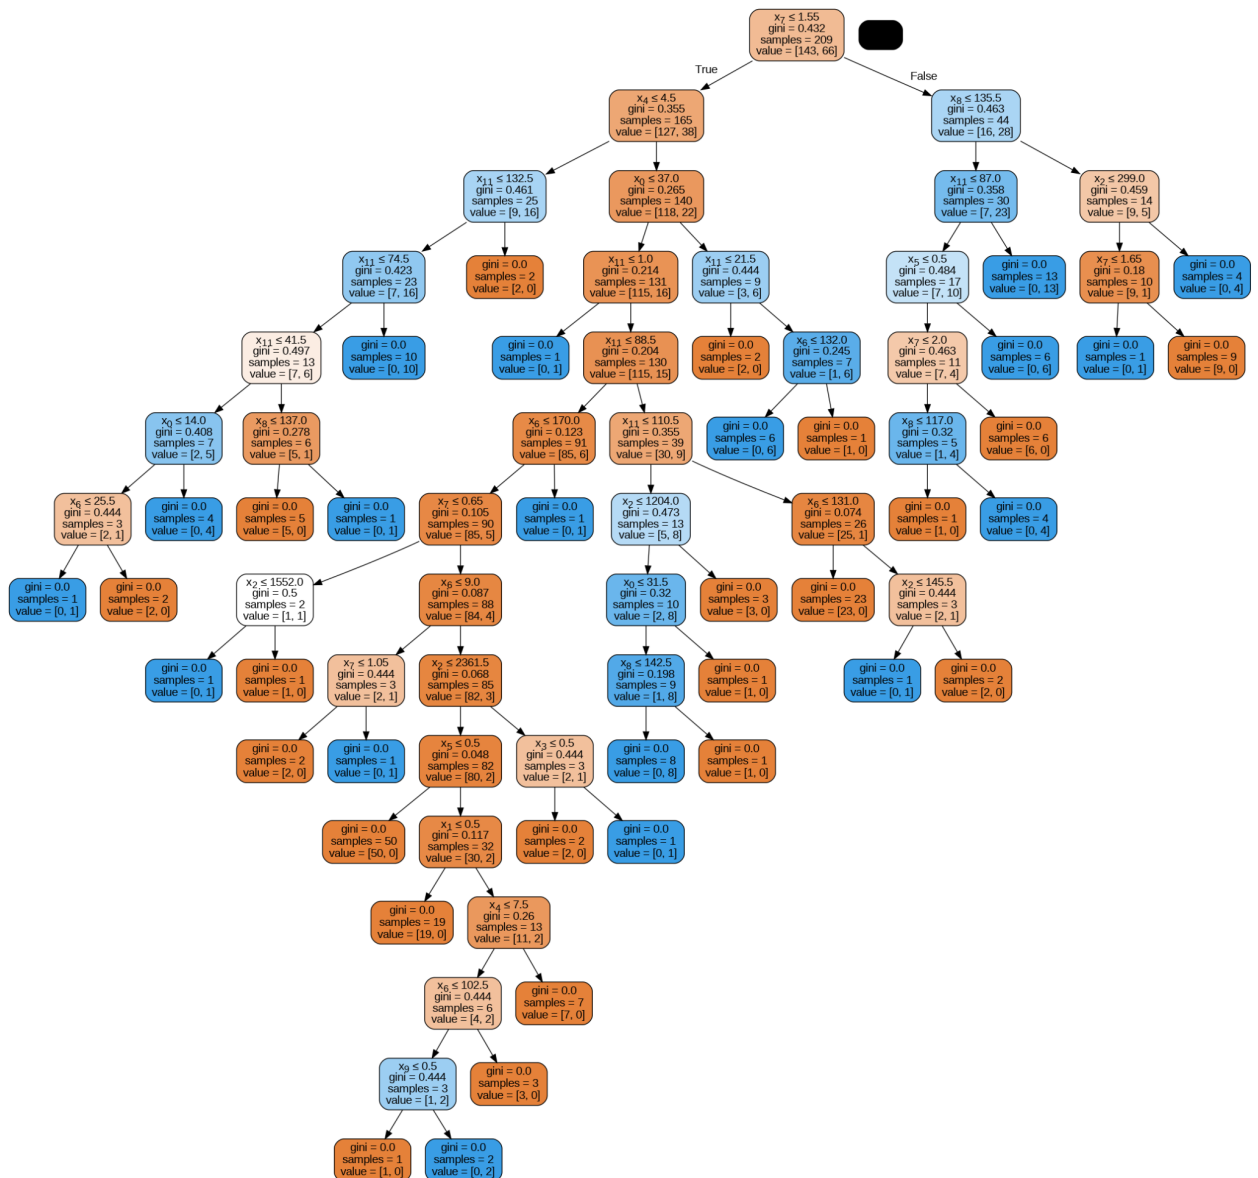 x7 ≤ 1.55
gini = 0.432
samples = 209
value = [143, 66]
True
False
x4 ≤ 4.5
gini = 0.355
samples = 165
value = [127, 38]
x8 ≤ 135.5
gini = 0.463
samples = 44
value = [16, 28]
x11 ≤ 132.5
gini = 0.461
samples = 25
value = [9, 16]
x0 ≤ 37.0
gini = 0.265
samples = 140
value = [118, 22]
x11 ≤ 87.0
gini = 0.358
samples = 30
value = [7, 23]
x2 ≤ 299.0
gini = 0.459
samples = 14
value = [9, 5]
x11 ≤ 74.5
gini = 0.423
samples = 23
value = [7, 16]
gini = 0.0
samples = 2
value = [2, 0]
x11 ≤ 1.0
gini = 0.214
samples = 131
value = [115, 16]
x11 ≤ 21.5
gini = 0.444
samples = 9
value = [3, 6]
x5 ≤ 0.5
gini = 0.484
samples = 17
value = [7, 10]
gini = 0.0
samples = 13
value = [0, 13]
x7 ≤ 1.65
gini = 0.18
samples = 10
value = [9, 1]
gini = 0.0
samples = 4
value = [0, 4]
x11 ≤ 41.5
gini = 0.497
samples = 13
value = [7, 6]
gini = 0.0
samples = 10
value = [0, 10]
gini = 0.0
samples = 1
value = [0, 1]
x11 ≤ 88.5
gini = 0.204
samples = 130
value = [115, 15]
gini = 0.0
samples = 2
value = [2, 0]
x6 ≤ 132.0
gini = 0.245
samples = 7
value = [1, 6]
x7 ≤ 2.0
gini = 0.463
samples = 11
value = [7, 4]
gini = 0.0
samples = 6
value = [0, 6]
gini = 0.0
samples = 1
value = [0, 1]
gini = 0.0
samples = 9
value = [9, 0]
x0 ≤ 14.0
gini = 0.408
samples = 7
value = [2, 5]
x8 ≤ 137.0
gini = 0.278
samples = 6
value = [5, 1]
x6 ≤ 170.0
gini = 0.123
samples = 91
value = [85, 6]
x11 ≤ 110.5
gini = 0.355
samples = 39
value = [30, 9]
gini = 0.0
samples = 6
value = [0, 6]
gini = 0.0
samples = 1
value = [1, 0]
x8 ≤ 117.0
gini = 0.32
samples = 5
value = [1, 4]
gini = 0.0
samples = 6
value = [6, 0]
x6 ≤ 25.5
gini = 0.444
samples = 3
value = [2, 1]
gini = 0.0
samples = 4
value = [0, 4]
gini = 0.0
samples = 5
value = [5, 0]
gini = 0.0
samples = 1
value = [0, 1]
x7 ≤ 0.65
gini = 0.105
samples = 90
value = [85, 5]
gini = 0.0
samples = 1
value = [0, 1]
x2 ≤ 1204.0
gini = 0.473
samples = 13
value = [5, 8]
x6 ≤ 131.0
gini = 0.074
samples = 26
value = [25, 1]
gini = 0.0
samples = 1
value = [1, 0]
gini = 0.0
samples = 4
value = [0, 4]
gini = 0.0
samples = 1
value = [0, 1]
gini = 0.0
samples = 2
value = [2, 0]
x2 ≤ 1552.0
gini = 0.5
samples = 2
value = [1, 1]
x6 ≤ 9.0
gini = 0.087
samples = 88
value = [84, 4]
x0 ≤ 31.5
gini = 0.32
samples = 10
value = [2, 8]
gini = 0.0
samples = 3
value = [3, 0]
gini = 0.0
samples = 23
value = [23, 0]
x2 ≤ 145.5
gini = 0.444
samples = 3
value = [2, 1]
gini = 0.0
samples = 1
value = [0, 1]
gini = 0.0
samples = 1
value = [1, 0]
x7 ≤ 1.05
gini = 0.444
samples = 3
value = [2, 1]
x2 ≤ 2361.5
gini = 0.068
samples = 85
value = [82, 3]
x8 ≤ 142.5
gini = 0.198
samples = 9
value = [1, 8]
gini = 0.0
samples = 1
value = [1, 0]
gini = 0.0
samples = 1
value = [0, 1]
gini = 0.0
samples = 2
value = [2, 0]
gini = 0.0
samples = 2
value = [2, 0]
gini = 0.0
samples = 1
value = [0, 1]
x5 ≤ 0.5
gini = 0.048
samples = 82
value = [80, 2]
x3 ≤ 0.5
gini = 0.444
samples = 3
value = [2, 1]
gini = 0.0
samples = 8
value = [0, 8]
gini = 0.0
samples = 1
value = [1, 0]
gini = 0.0
samples = 50
value = [50, 0]
x1 ≤ 0.5
gini = 0.117
samples = 32
value = [30, 2]
gini = 0.0
samples = 2
value = [2, 0]
gini = 0.0
samples = 1
value = [0, 1]
gini = 0.0
samples = 19
value = [19, 0]
x4 ≤ 7.5
gini = 0.26
samples = 13
value = [11, 2]
x6 ≤ 102.5
gini = 0.444
samples = 6
value = [4, 2]
gini = 0.0
samples = 7
value = [7, 0]
x9 ≤ 0.5
gini = 0.444
samples = 3
value = [1, 2]
gini = 0.0
samples = 3
value = [3, 0]
gini = 0.0
samples = 1
value = [1, 0]
gini = 0.0
samples = 2
value = [0, 2]